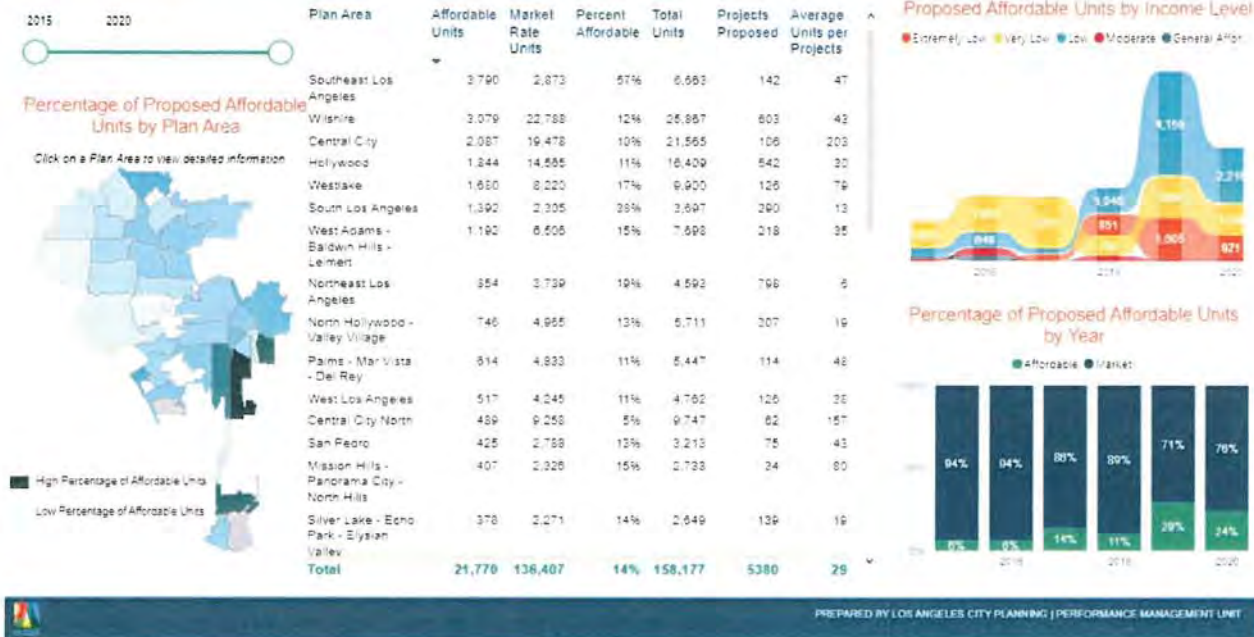 2015 2020
Percentage of Proposed Affordable
Units by Plan Area
Click on a Plan Area to view detailed information
High Percentage of Affordable Units
Low Percentage of Affordable Units
Plan Area Affordable Units Market Rate Units Percent Affordable Total Units Projects Proposed Average Units per Projects
Southeast Los Angeles 3,790 2,873 57% 6,663 142 47
Wilshire 3,079 22,788 12% 25,867 603 43
Central City 2,087 19,478 10% 21,565 106 203
Hollywood 1,844 14,565 11% 16,409 542 30
Westlake 1,680 8,220 17% 9,900 126 79
South Los Angeles 1,392 2,305 38% 3,697 290 13
West Adams - Baldwin Hills - Leimert 1,192 6,506 15% 7,698 218 35
Northeast Los Angeles 854 3,739 19% 4,593 798 6
North Hollywood - Valley Village 746 4,965 13% 5,711 307 19
Palms - Mar Vista - Del Rey 614 4,833 11% 5,447 114 48
West Los Angeles 517 4,245 11% 4,762 126 38
Central City North 489 9,258 5% 9,747 62 157
San Pedro 425 2,788 13% 3,213 75 43
Mission Hills - Panorama City - North Hills 407 2,326 15% 2,733 34 80
Silver Lake - Echo Park - Elysian Valley 378 2,271 14% 2,649 139 19
Total 21,770 136,407 14% 158,177 5380 29
Proposed Affordable Units by Income Level
Extremely Low Very Low Low Moderate General Affor...
848
851
1,005
921
2016 2018 2020
Percentage of Proposed Affordable Units
by Year
Affordable Market
94% 94% 86% 89% 71% 76%
6% 6% 14% 11% 29% 24%
0%
2016 2018 2020
PREPARED BY LOS ANGELES CITY PLANNING | PERFORMANCE MANAGEMENT UNIT